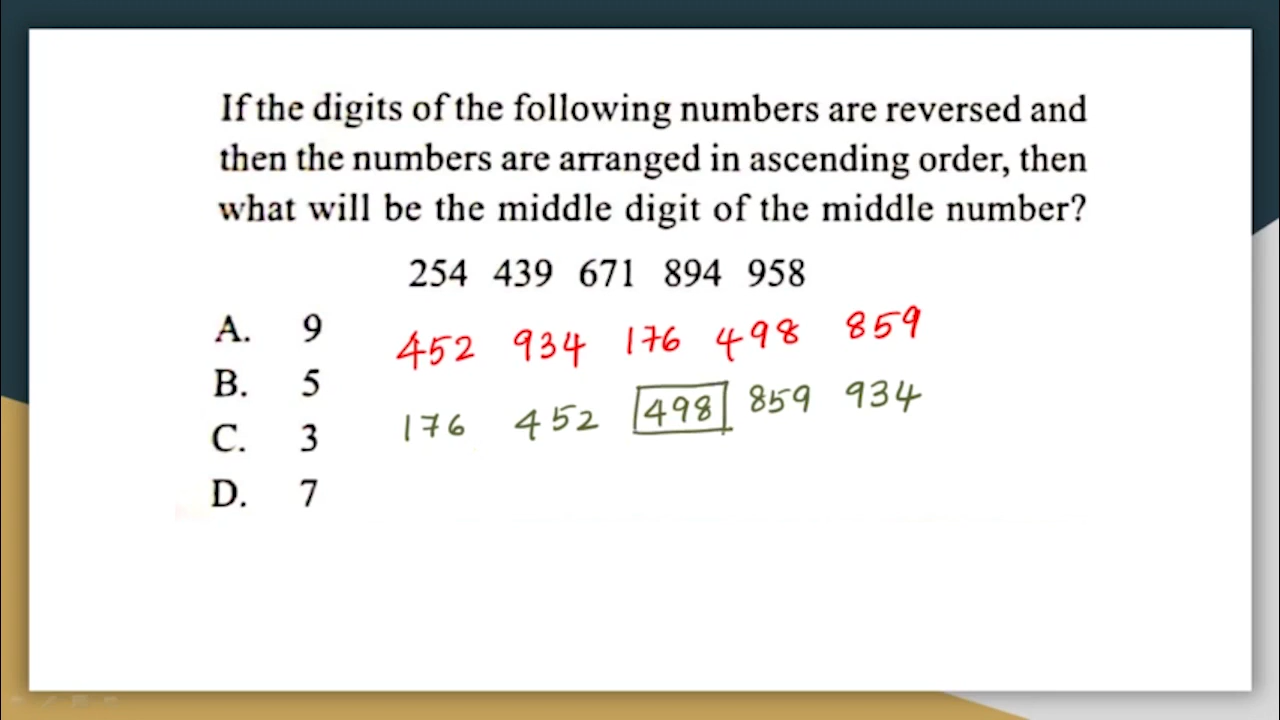 If the digits of the following numbers are reversed and
then the numbers are arranged in ascending order, then
what will be the middle digit of the middle number?
254 439 671 894 958
A. 9
452 934 176 498 859
B. 5
176 452 498 859 934
C. 3
D. 7